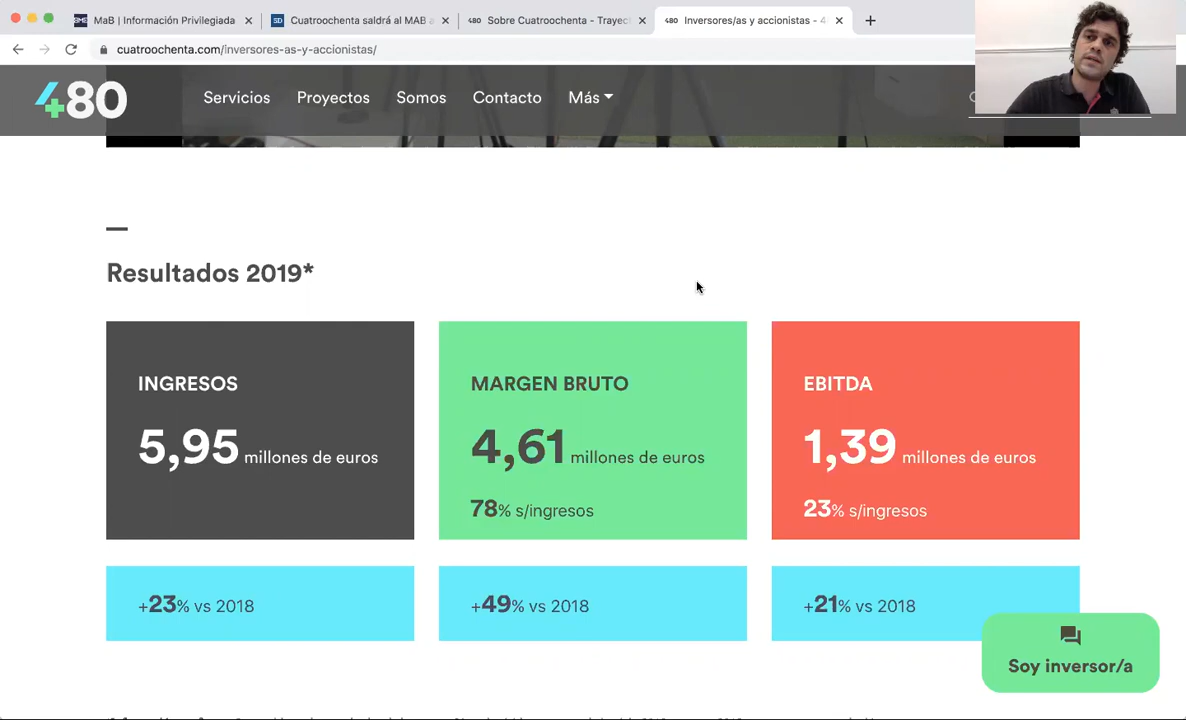 MaB | Información Privilegiada
Cuatroochenta saldrá al MAB a
Sobre Cuatroochenta - Trayec
Inversores/as y accionistas - 4
cuatroochenta.com/inversores-as-y-accionistas/
480
Servicios
Proyectos
Somos
Contacto
Más
Resultados 2019*
INGRESOS
5,95 millones de euros
MARGEN BRUTO
4,61 millones de euros
78% s/ingresos
EBITDA
1,39 millones de euros
23% s/ingresos
+23% vs 2018
+49% vs 2018
+21% vs 2018
Soy inversor/a